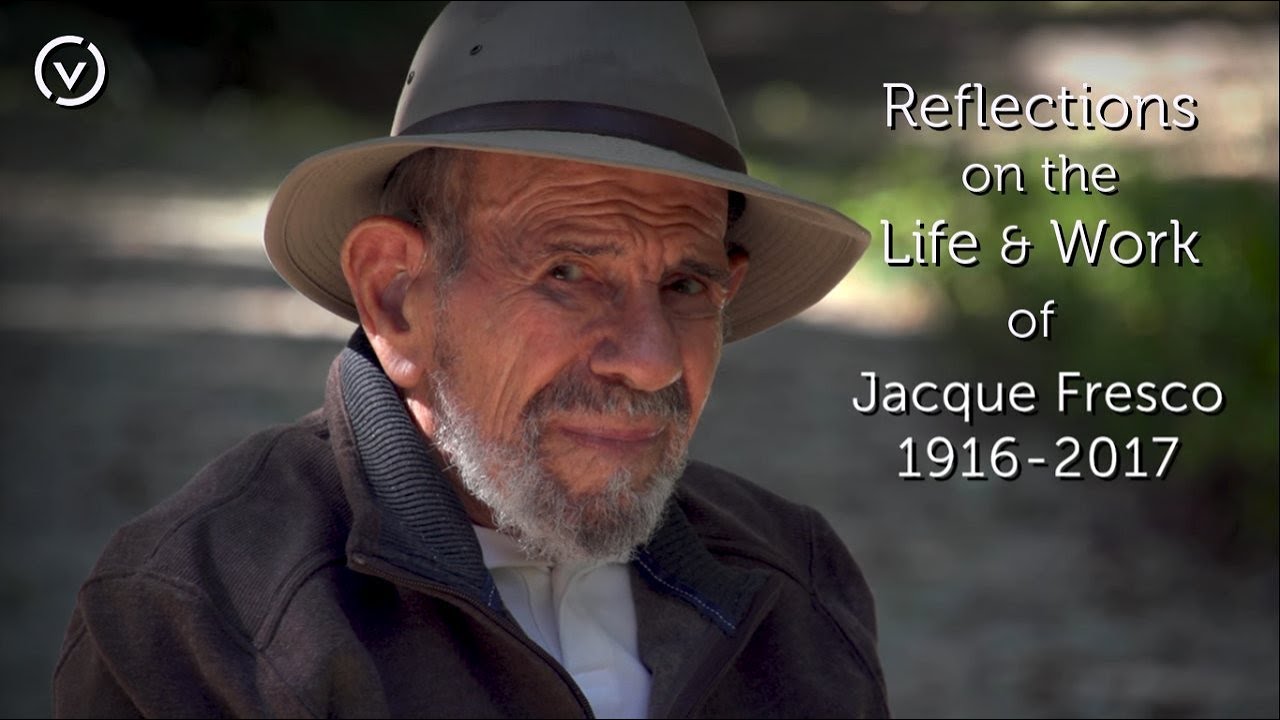 V
Reflections
on the
Life & Work
of
Jacque Fresco
1916-2017